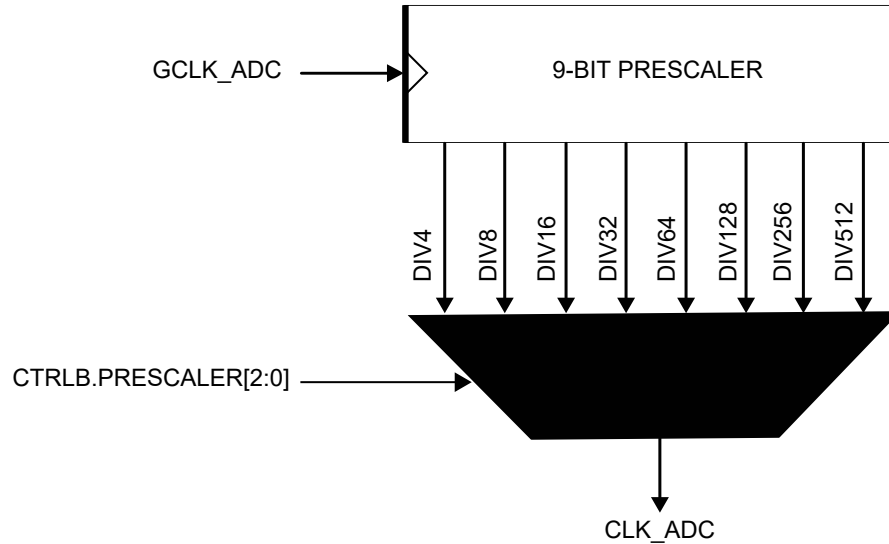 GCLK_ADC
9-BIT PRESCALER
DIV4
DIV8
DIV16
DIV32
DIV64
DIV128
DIV256
DIV512
CTRLB.PRESCALER[2:0]
CLK_ADC